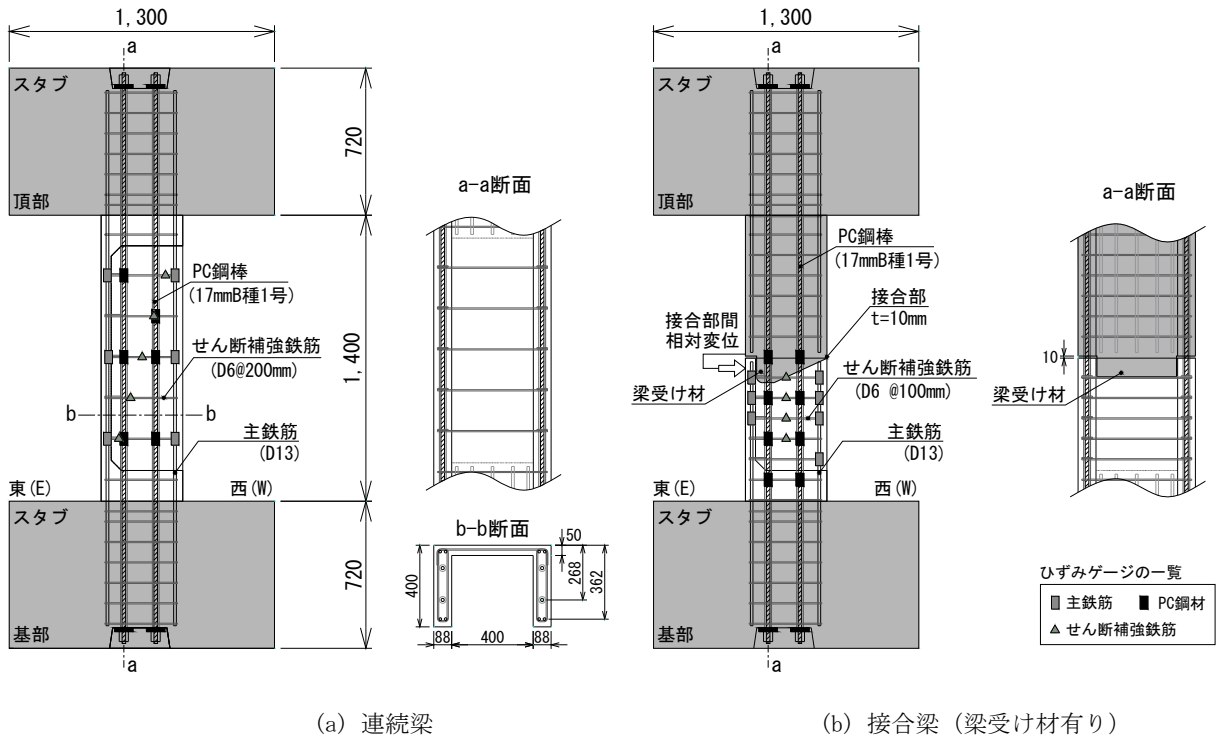 1,300
a
スタブ
頂部
720
PC鋼棒
(17mmB種1号)
せん断補強鉄筋
(D6@200mm)
1,400
b
b
主鉄筋
(D13)
東(E)
西(W)
スタブ
基部
720
a
a-a断面
b-b断面
50
268
362
400
88
400
88
(a) 連続梁
1,300
a
スタブ
頂部
PC鋼棒
(17mmB種1号)
接合部
t=10mm
接合部間
相対変位
せん断補強鉄筋
(D6 @100mm)
梁受け材
主鉄筋
(D13)
東(E)
西(W)
スタブ
基部
a
a-a断面
10
梁受け材
ひずみゲージの一覧
主鉄筋
PC鋼材
せん断補強鉄筋
(b) 接合梁（梁受け材有り）